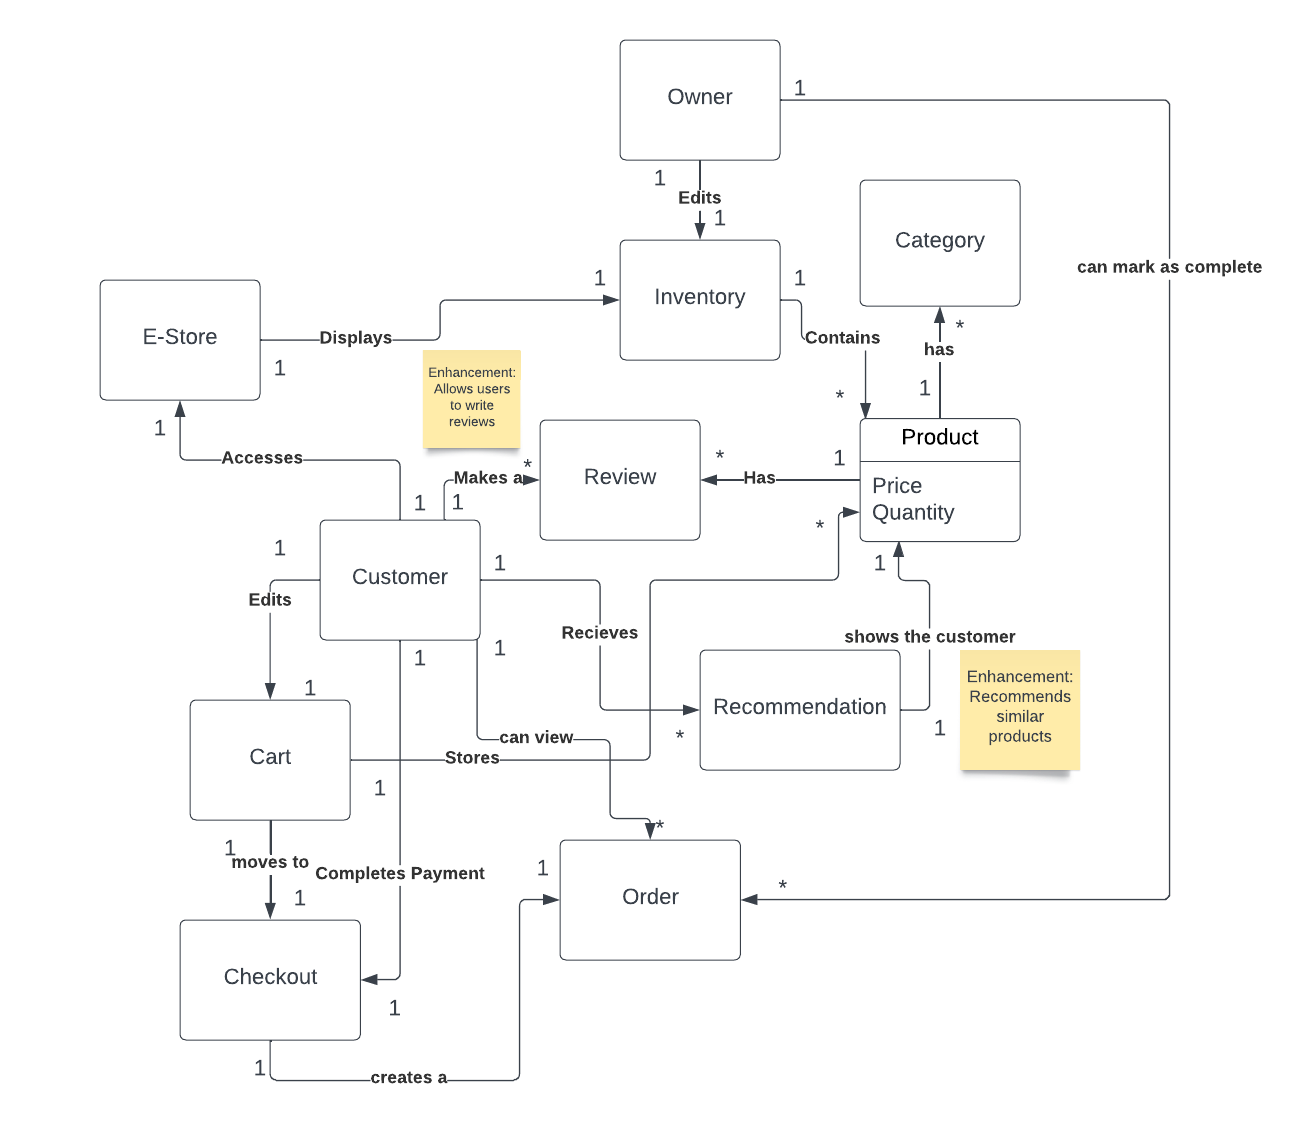 Owner
1
1
Edits
1
Category
can mark as complete
Inventory
1
1
E-Store
Displays
1
Contains
*
has
1
*
Enhancement:
Allows users
to write
reviews
1
Accesses
Product
Price
Quantity
1
*
Has
Review
*
Makes a
1
1
*
Customer
1
1
Edits
1
Recieves
1
1
shows the customer
1
Enhancement:
Recommends
similar
products
Recommendation
*
1
can view
Stores
1
Cart
1
1
moves to
Completes Payment
1
*
1
Order
*
Checkout
1
1
creates a